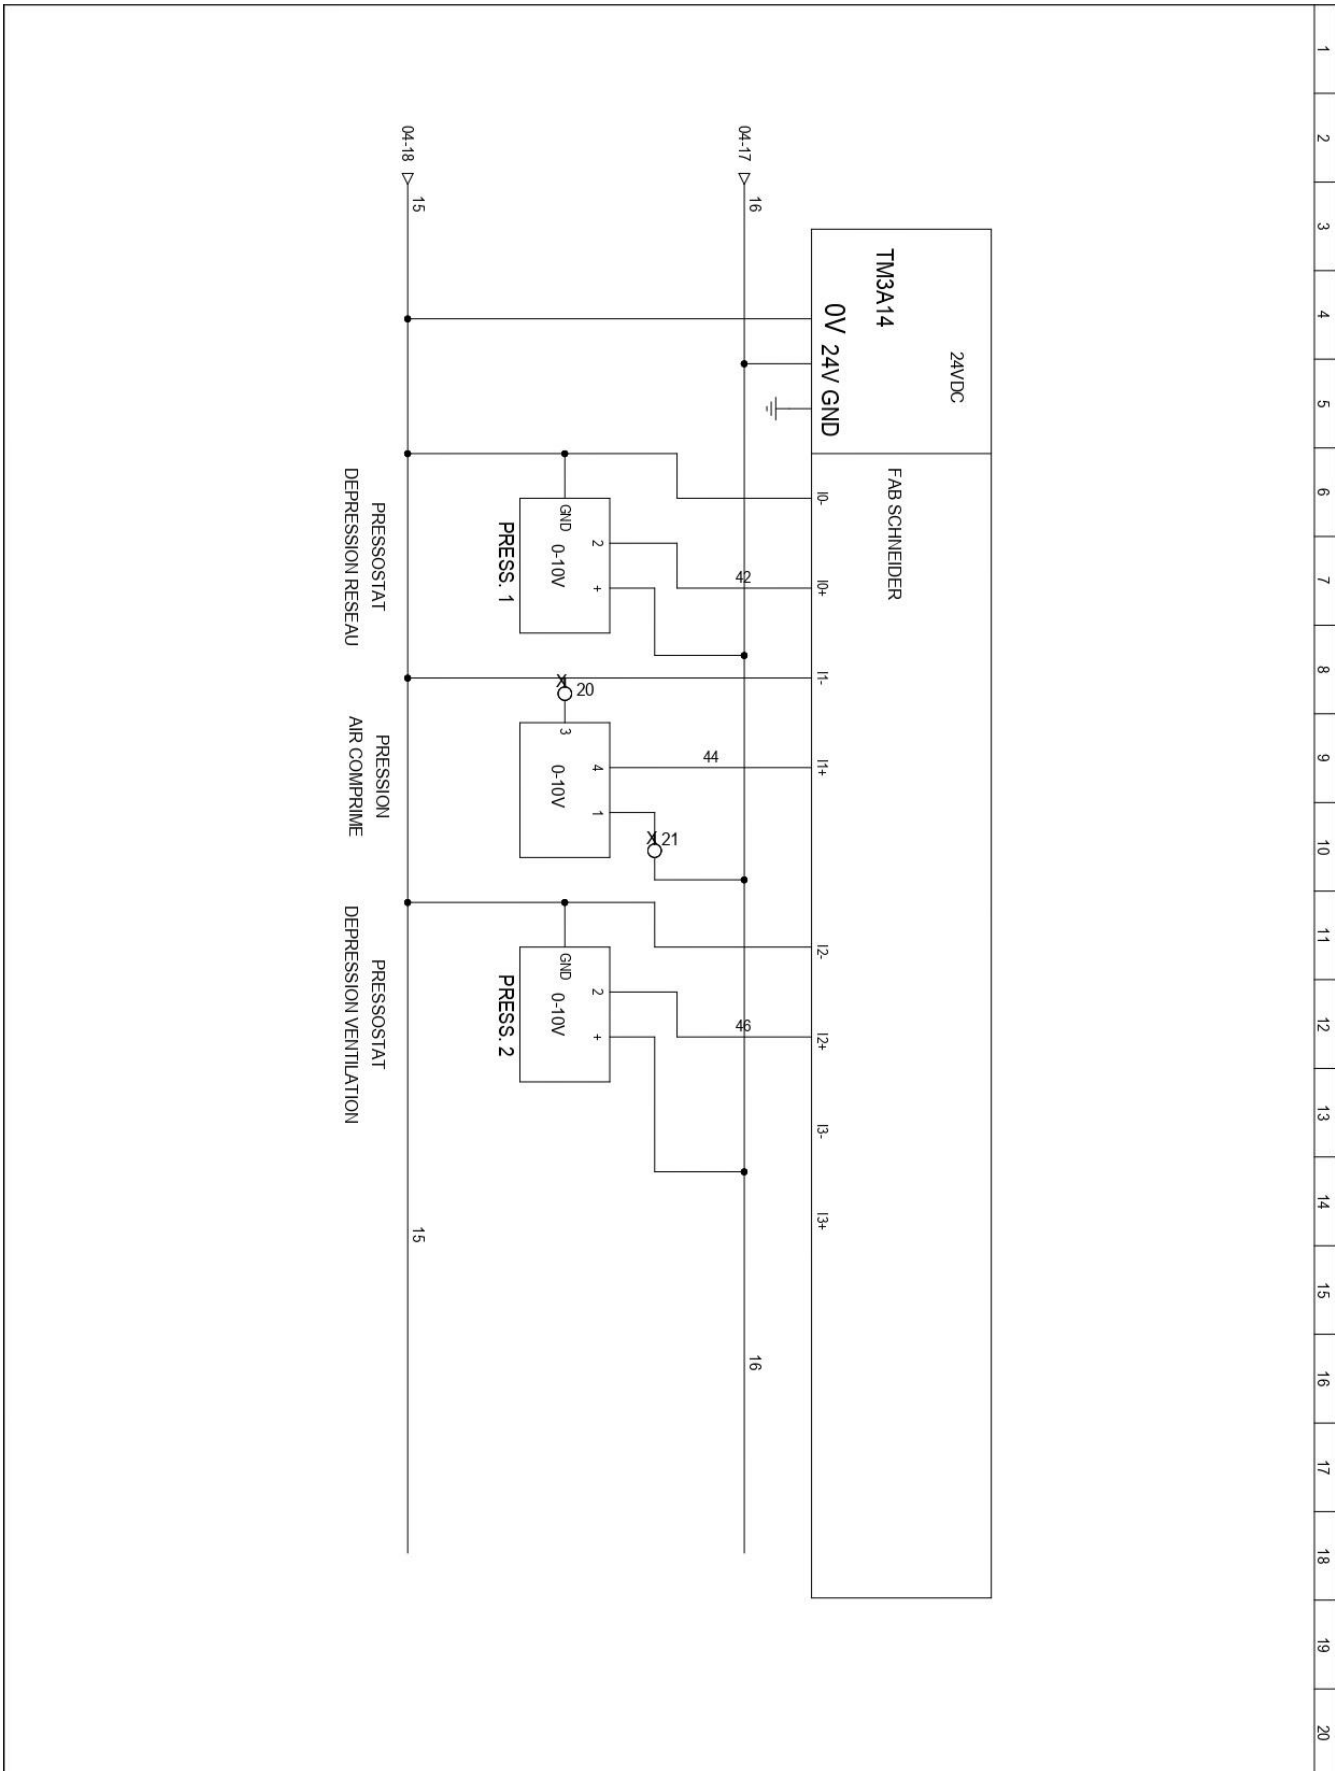 1
2
3
4
5
6
7
8
9
10
11
12
13
14
15
16
17
18
19
20
24VDC
TM3A14
FAB SCHNEIDER
0V 24V GND
I0-
I0+
I1-
I1+
I2-
I2+
I3-
I3+
04-17
16
16
42
44
46
X 20
X 21
GND
2
+
0-10V
PRESS. 1
3
4
1
0-10V
GND
2
+
0-10V
PRESS. 2
04-18
15
15
PRESSOSTAT
DEPRESSION RESEAU
PRESSION
AIR COMPRIME
PRESSOSTAT
DEPRESSION VENTILATION